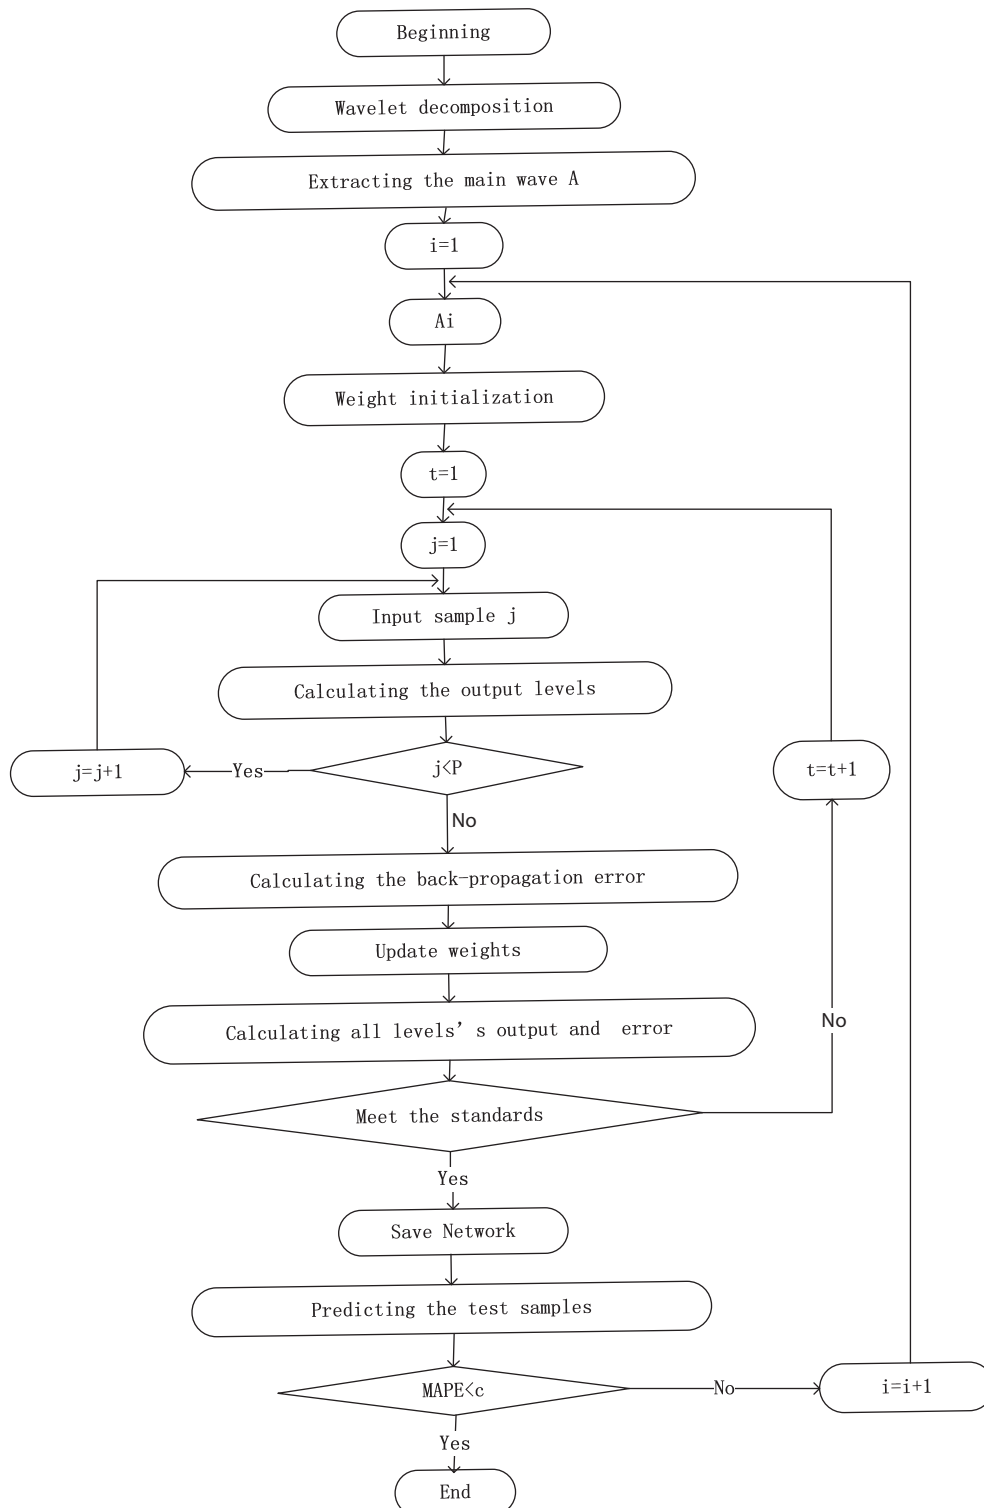 Beginning
Wavelet decomposition
Extracting the main wave A
i=1
Ai
Weight initialization
t=1
j=1
Input sample j
Calculating the output levels
j<P
Yes
j=j+1
t=t+1
No
Calculating the back-propagation error
Update weights
Calculating all levels’s output and error
No
Meet the standards
Yes
Save Network
Predicting the test samples
MAPE<c
No
i=i+1
Yes
End